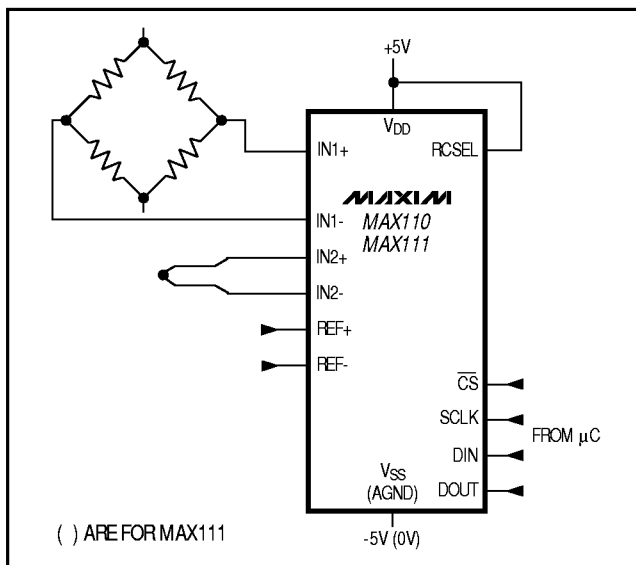 +5V
VDD
RCSEL
IN1+
MAXIM
IN1-
MAX110
MAX111
IN2+
IN2-
REF+
REF-
CS
SCLK
FROM μC
DIN
VSS
(AGND)
DOUT
( ) ARE FOR MAX111
-5V (0V)